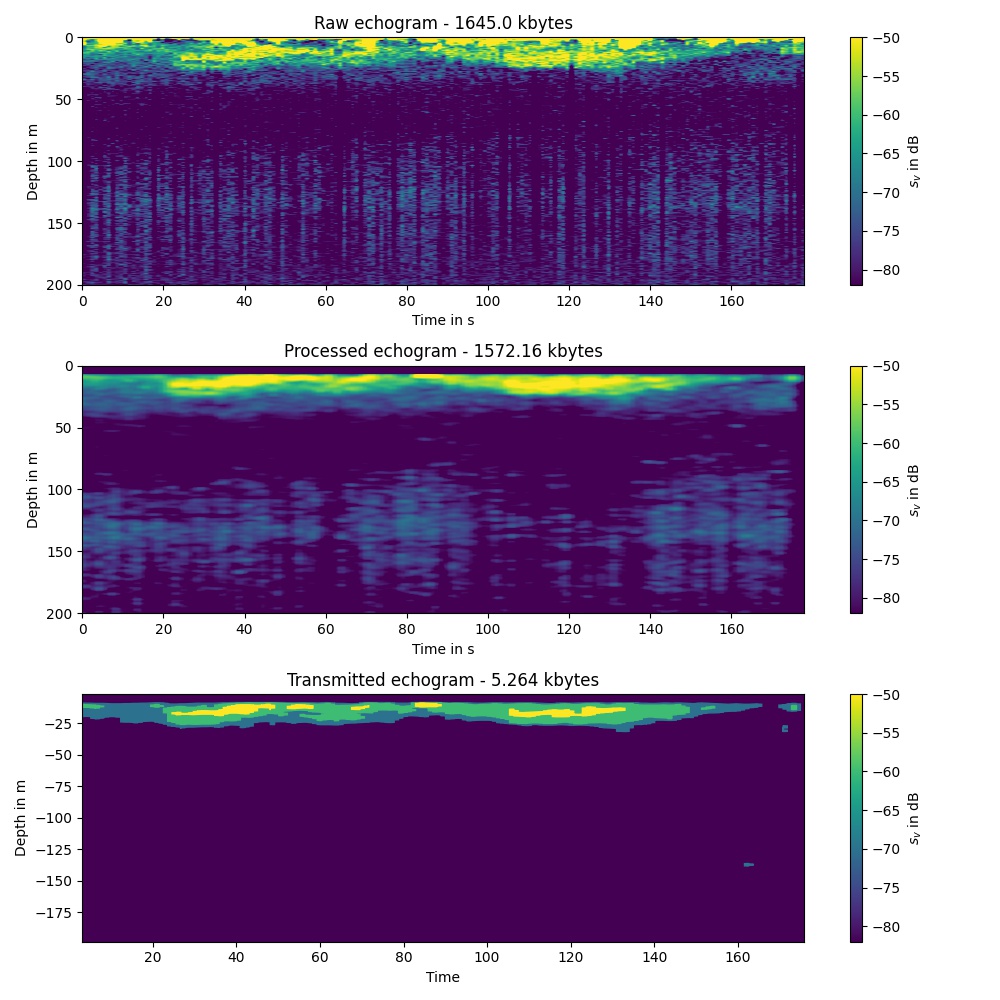 Raw echogram - 1645.0 kbytes
0
50
100
150
200
Depth in m
0 20 40 60 80 100 120 140 160
Time in s
−50
−55
−60
−65
−70
−75
−80
sv in dB
Processed echogram - 1572.16 kbytes
0
50
100
150
200
Depth in m
0 20 40 60 80 100 120 140 160
Time in s
−50
−55
−60
−65
−70
−75
−80
sv in dB
Transmitted echogram - 5.264 kbytes
−25
−50
−75
−100
−125
−150
−175
Depth in m
20 40 60 80 100 120 140 160
Time
−50
−55
−60
−65
−70
−75
−80
sv in dB